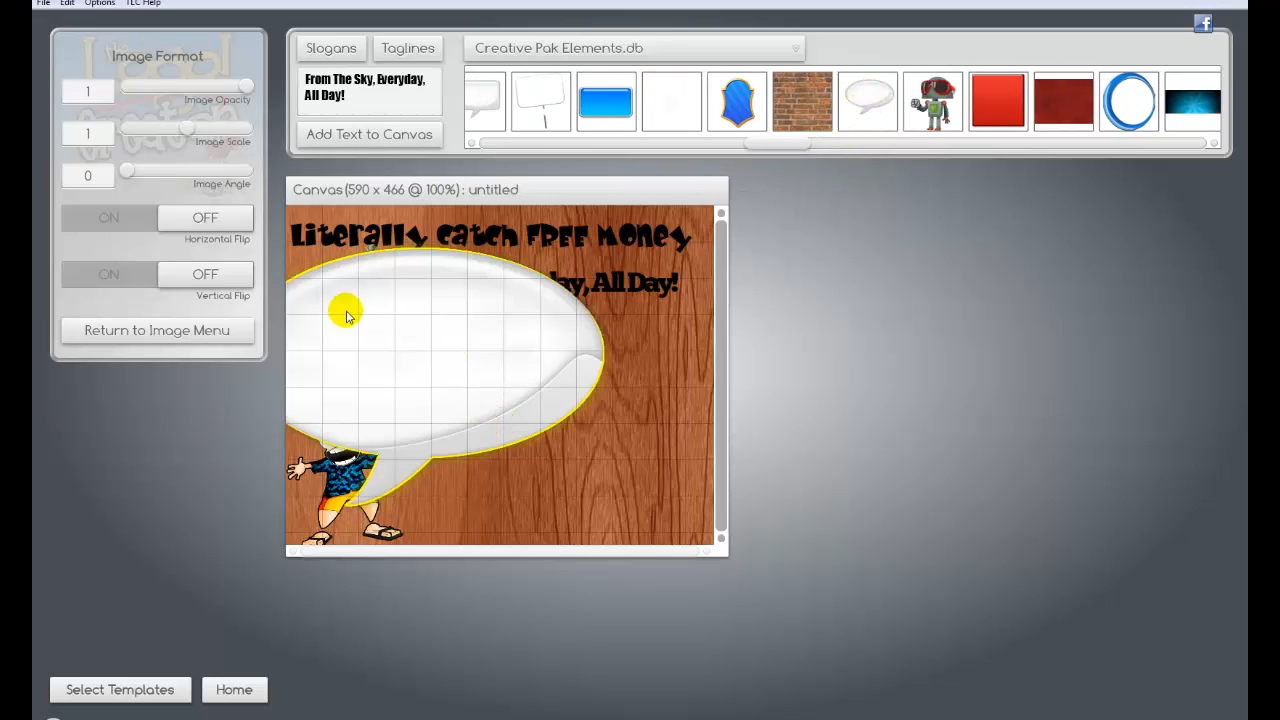 File Edit Options TLC Help
Image Format
1
Image Opacity
1
Image Scale
0
Image Angle
ON OFF
Horizontal Flip
ON OFF
Vertical Flip
Return to Image Menu
Slogans Taglines
From The Sky, Everyday,
All Day!
Add Text to Canvas
Creative Pak Elements.db
Canvas(590 x 466 @ 100%) : untitled
Literally catch FREE Money
ay, All Day!
Select Templates Home
f